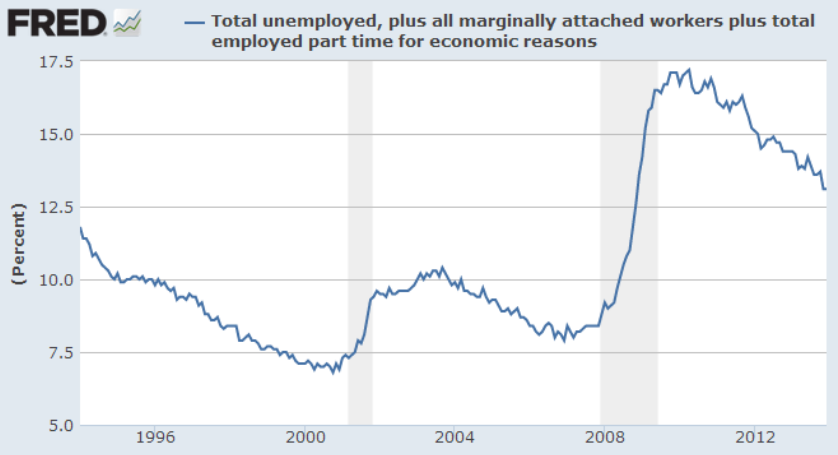 FRED
Total unemployed, plus all marginally attached workers plus total
employed part time for economic reasons
17.5
15.0
12.5
10.0
7.5
5.0
(Percent)
1996
2000
2004
2008
2012